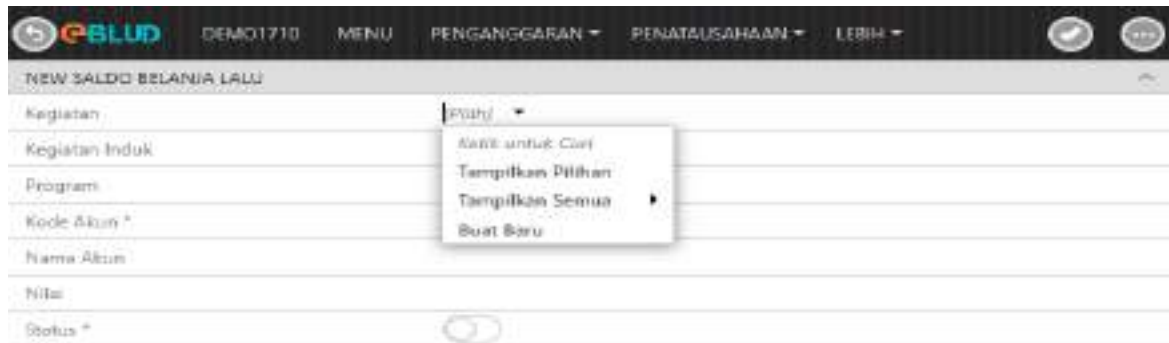 eBLUD DEMO1710 MENU PENGANGGARAN PENATAUSAHAAN LEBIH
NEW SALDO BELANJA LALU
Kegiatan [Pilih]
Kegiatan Induk Ketik untuk Cari
Tampilkan Pilihan
Program
Tampilkan Semua
Kode Akun *
Buat Baru
Nama Akun
Nilai
Status *